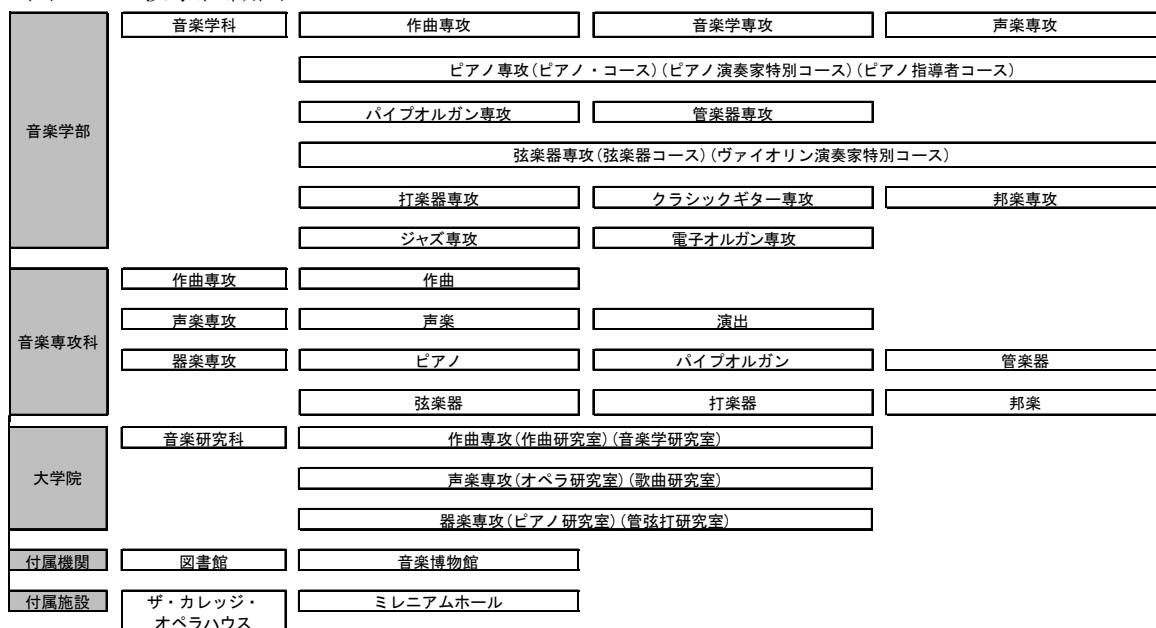 音楽学科 作曲専攻 音楽学専攻 声楽専攻
ピアノ専攻(ピアノ・コース)(ピアノ演奏家特別コース)(ピアノ指導者コース)
パイプオルガン専攻 管楽器専攻
音楽学部
弦楽器専攻(弦楽器コース)(ヴァイオリン演奏家特別コース)
打楽器専攻 クラシックギター専攻 邦楽専攻
ジャズ専攻 電子オルガン専攻
作曲専攻 作曲
声楽専攻 声楽 演出
音楽専攻科
器楽専攻 ピアノ パイプオルガン 管楽器
弦楽器 打楽器 邦楽
音楽研究科 作曲専攻(作曲研究室)(音楽学研究室)
大学院 声楽専攻(オペラ研究室)(歌曲研究室)
器楽専攻(ピアノ研究室)(管弦打研究室)
付属機関 図書館 音楽博物館
付属施設 ザ・カレッジ・ ミレニアムホール
オペラハウス